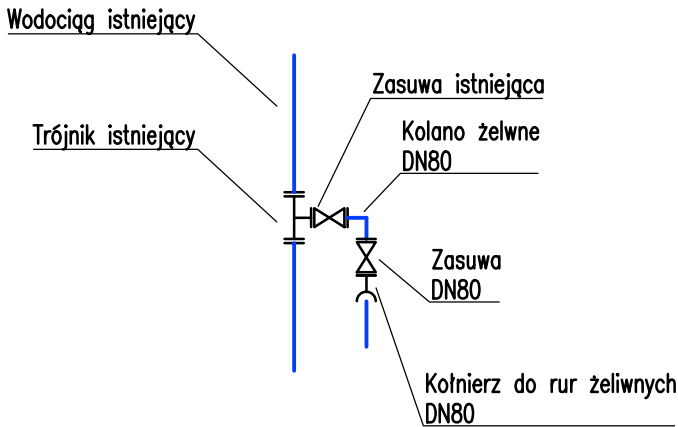 Wodociąg istniejący
Zasuwa istniejąca
Trójnik istniejący
Kolano żelwne
DN80
Zasuwa
DN80
Kołnierz do rur żeliwnych
DN80